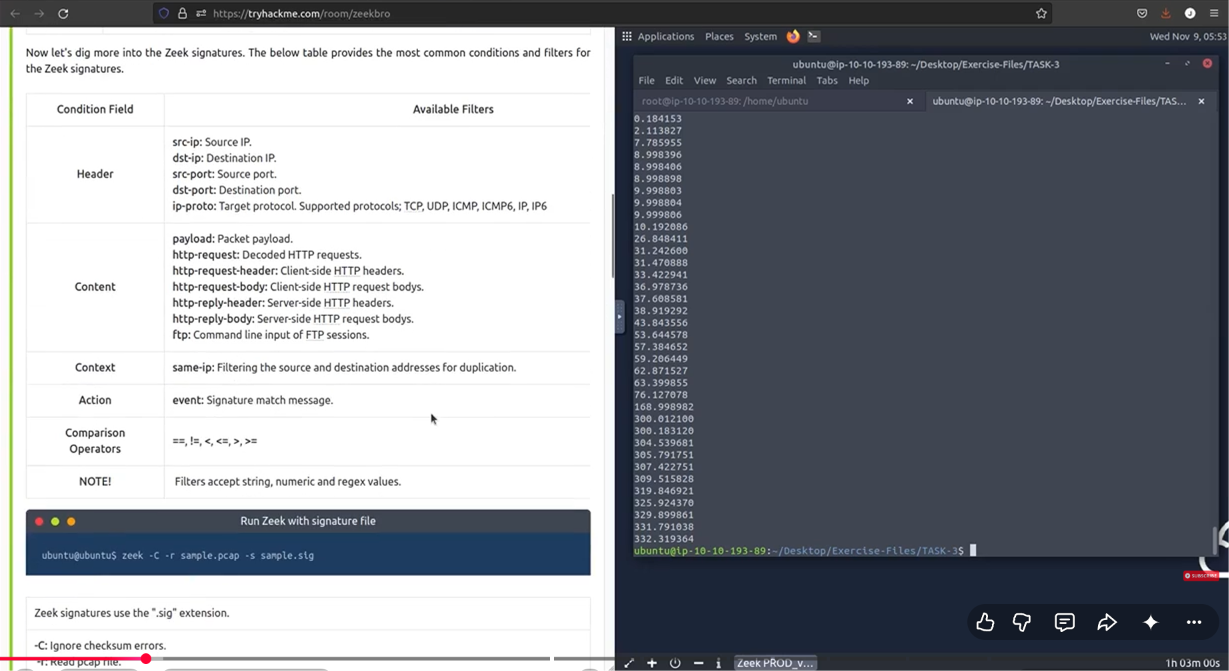 https://tryhackme.com/room/zeekbro
Now let's dig more into the Zeek signatures. The below table provides the most common conditions and filters for
the Zeek signatures.
Condition Field Available Filters
Header
src-ip: Source IP.
dst-ip: Destination IP.
src-port: Source port.
dst-port: Destination port.
ip-proto: Target protocol. Supported protocols; TCP, UDP, ICMP, ICMP6, IP, IP6
Content
payload: Packet payload.
http-request: Decoded HTTP requests.
http-request-header: Client-side HTTP headers.
http-request-body: Client-side HTTP request bodys.
http-reply-header: Server-side HTTP headers.
http-reply-body: Server-side HTTP request bodys.
ftp: Command line input of FTP sessions.
Context same-ip: Filtering the source and destination addresses for duplication.
Action event: Signature match message.
Comparison
Operators
==, !=, <, <=, >, >=
NOTE! Filters accept string, numeric and regex values.
Run Zeek with signature file
ubuntu@ubuntu$ zeek -C -r sample.pcap -s sample.sig
Zeek signatures use the ".sig" extension.
-C: Ignore checksum errors.
-r: Read pcap file.
Applications Places System Wed Nov 9, 05:53
ubuntu@ip-10-10-193-89: ~/Desktop/Exercise-Files/TASK-3
File Edit View Search Terminal Tabs Help
root@ip-10-10-193-89: /home/ubuntu
ubuntu@ip-10-10-193-89: ~/Desktop/Exercise-Files/TAS...
0.184153
2.113827
7.785955
8.998396
8.998406
8.998898
9.998803
9.998804
9.999806
10.192086
26.848411
31.242600
31.470888
33.422941
36.978736
37.608581
38.919292
43.843556
53.644578
57.384652
59.206449
62.871527
63.399855
76.127078
168.998982
300.012100
300.183120
304.539681
305.791751
307.422751
309.515828
319.846921
325.924370
329.899861
331.791038
332.319364
ubuntu@ip-10-10-193-89:~/Desktop/Exercise-Files/TASK-3$
SUBSCRIBE
Zeek PROD_v... 1h 03m 00s